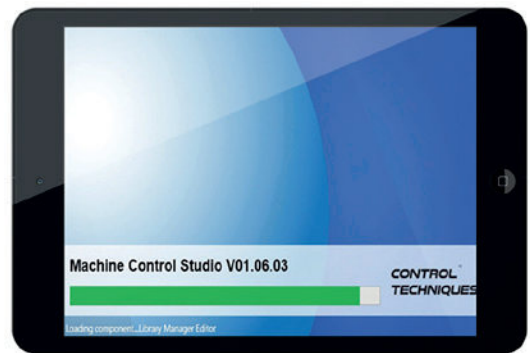 Machine Control Studio V01.06.03
CONTROL
TECHNIQUES
Loading component...Library Manager Editor